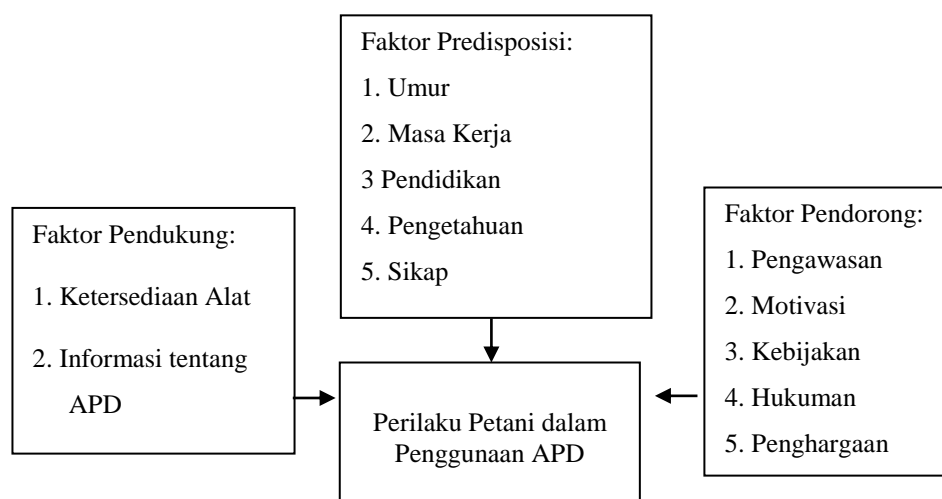 Faktor Predisposisi:
1. Umur
2. Masa Kerja
3 Pendidikan
4. Pengetahuan
5. Sikap
Faktor Pendukung:
1. Ketersediaan Alat
2. Informasi tentang
APD
Faktor Pendorong:
1. Pengawasan
2. Motivasi
3. Kebijakan
4. Hukuman
5. Penghargaan
Perilaku Petani dalam
Penggunaan APD